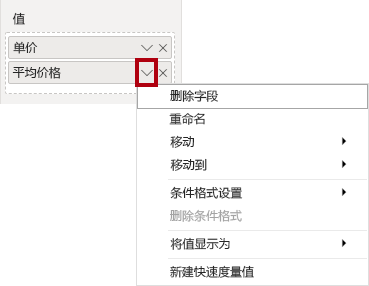 值
单价
平均价格
删除字段
重命名
移动
移动到
条件格式设置
删除条件格式
将值显示为
新建快速度量值